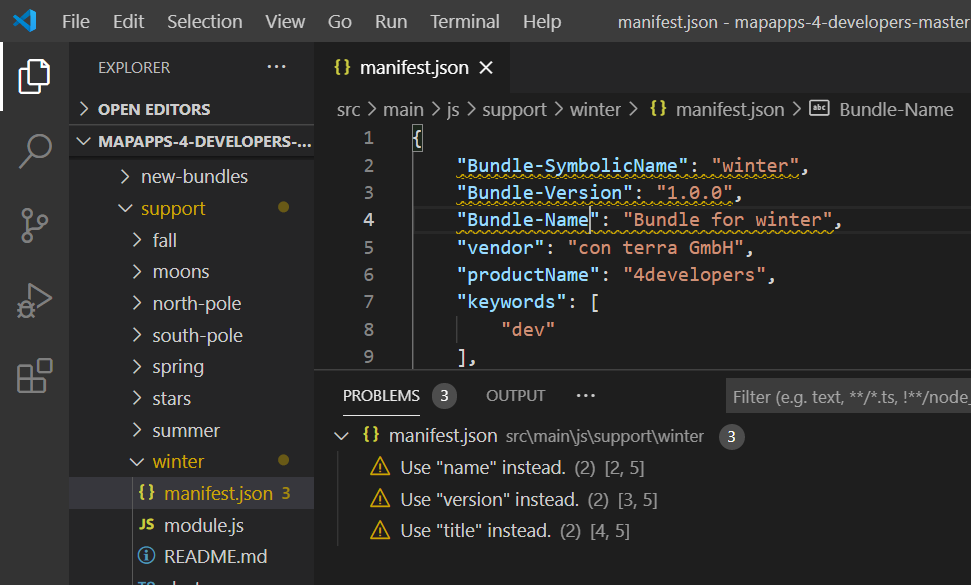 File Edit Selection View Go Run Terminal Help manifest.json - mapapps-4-developers-master
EXPLORER ···
OPEN EDITORS
MAPAPPS-4-DEVELOPERS-...
new-bundles
support
fall
moons
north-pole
south-pole
spring
stars
summer
winter
{} manifest.json 3
JS module.js
README.md
{} manifest.json
src > main > js > support > winter > {} manifest.json > abc Bundle-Name
1 {
2 "Bundle-SymbolicName": "winter",
3 "Bundle-Version": "1.0.0",
4 "Bundle-Name": "Bundle for winter",
5 "vendor": "con terra GmbH",
6 "productName": "4developers",
7 "keywords": [
8 "dev"
9 ],
PROBLEMS 3 OUTPUT ··· Filter (e.g. text, **/*.ts, !**/node_
{} manifest.json src\main\js\support\winter 3
Use "name" instead. (2) [2, 5]
Use "version" instead. (2) [3, 5]
Use "title" instead. (2) [4, 5]